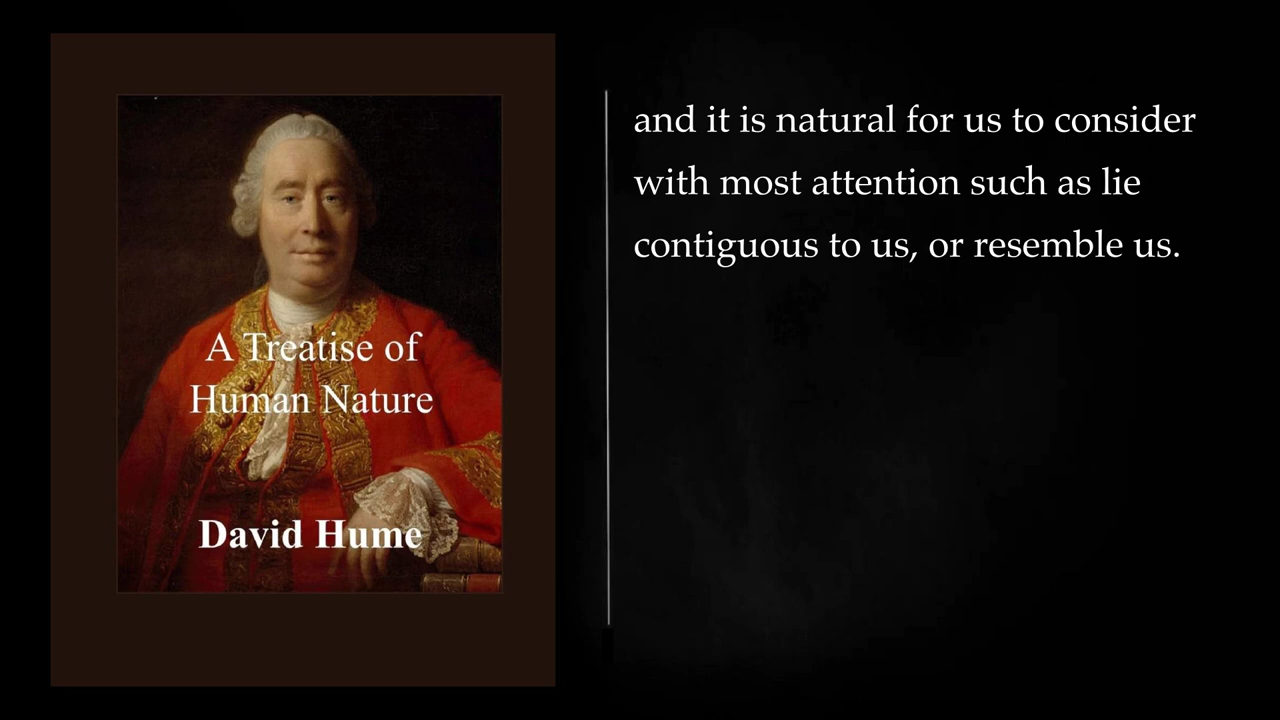 A Treatise of
Human Nature
David Hume
and it is natural for us to consider
with most attention such as lie
contiguous to us, or resemble us.